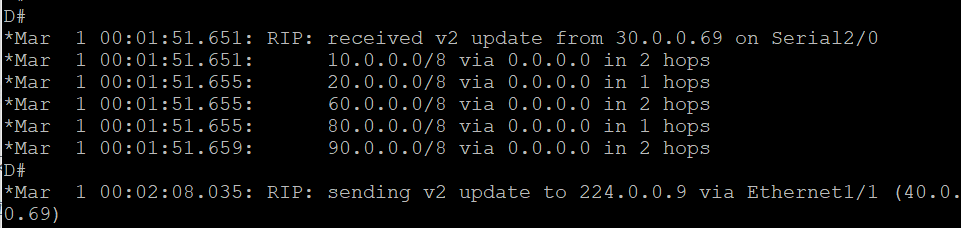 D#
*Mar  1 00:01:51.651: RIP: received v2 update from 30.0.0.69 on Serial2/0
*Mar  1 00:01:51.651:      10.0.0.0/8 via 0.0.0.0 in 2 hops
*Mar  1 00:01:51.655:      20.0.0.0/8 via 0.0.0.0 in 1 hops
*Mar  1 00:01:51.655:      60.0.0.0/8 via 0.0.0.0 in 2 hops
*Mar  1 00:01:51.655:      80.0.0.0/8 via 0.0.0.0 in 1 hops
*Mar  1 00:01:51.659:      90.0.0.0/8 via 0.0.0.0 in 2 hops
D#
*Mar  1 00:02:08.035: RIP: sending v2 update to 224.0.0.9 via Ethernet1/1 (40.0.
0.69)